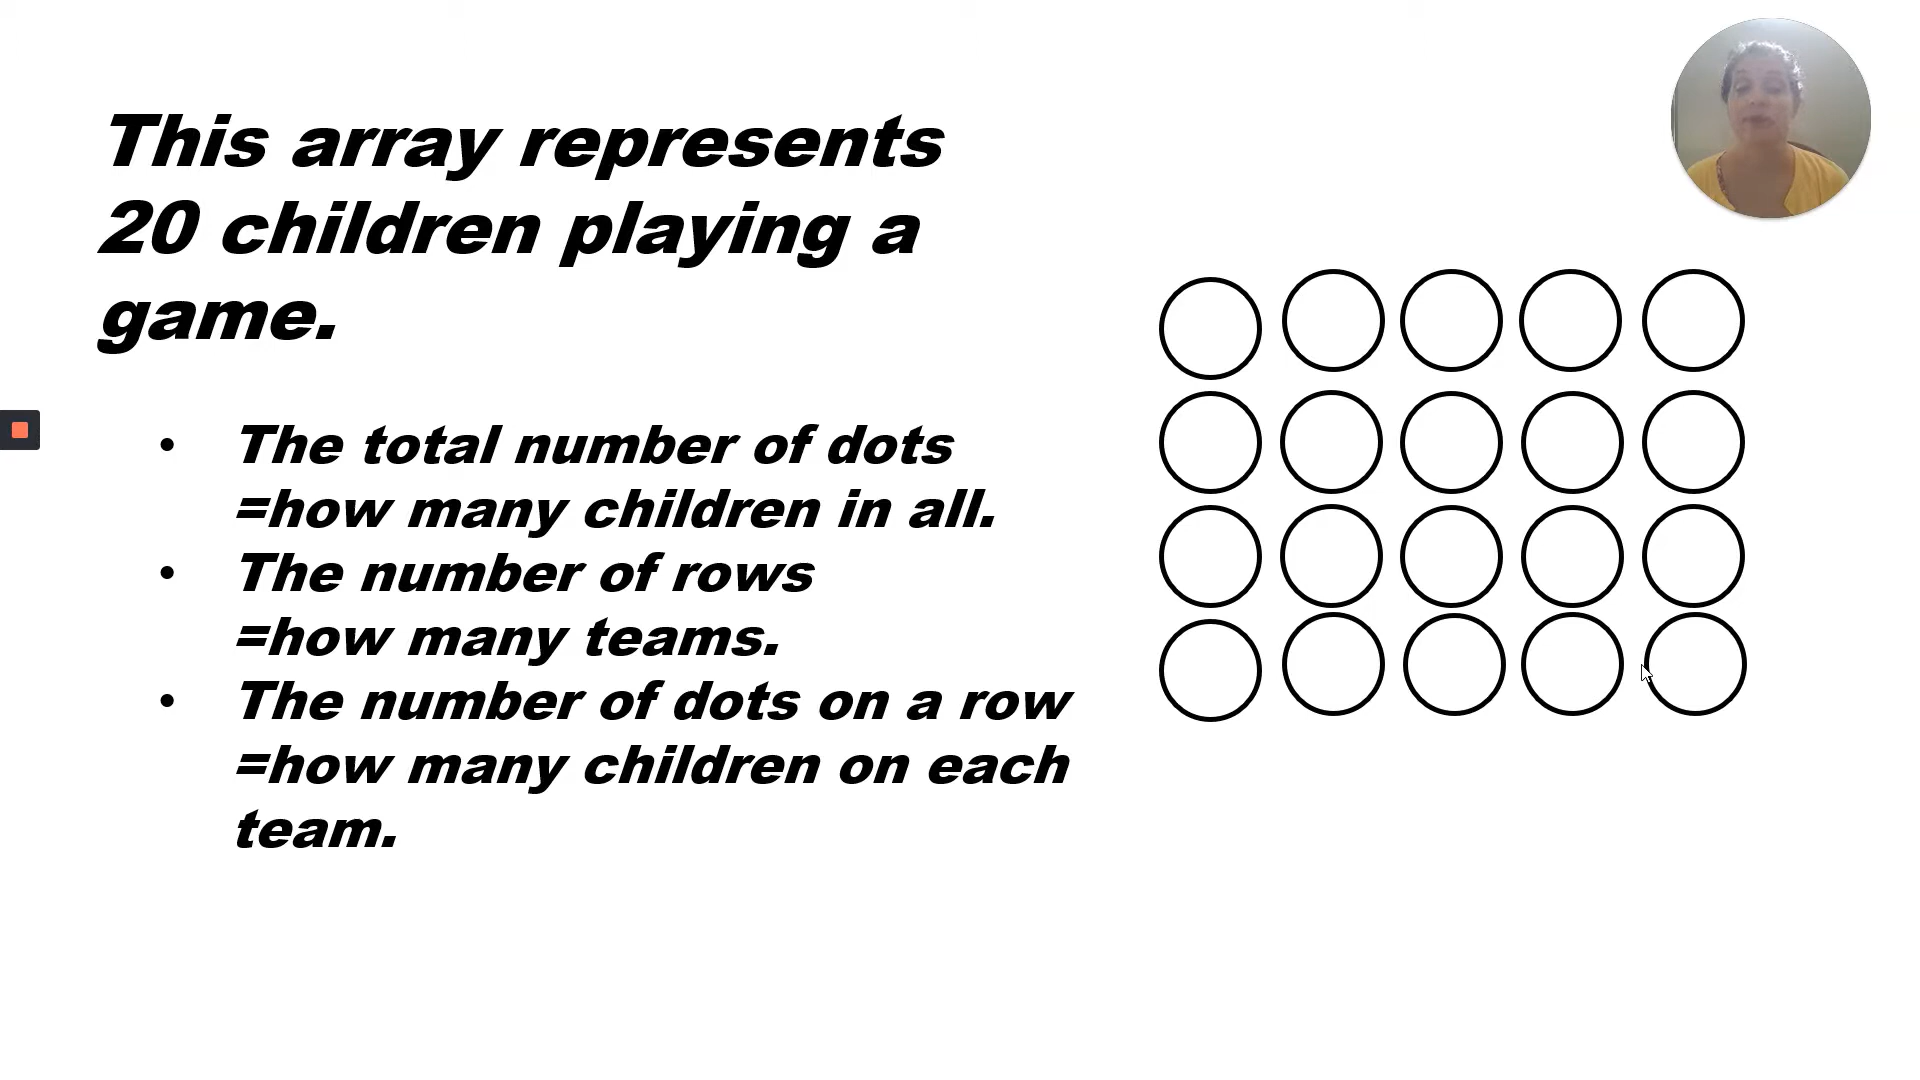 This array represents
20 children playing a
game.
• The total number of dots
=how many children in all.
• The number of rows
=how many teams.
• The number of dots on a row
=how many children on each
team.